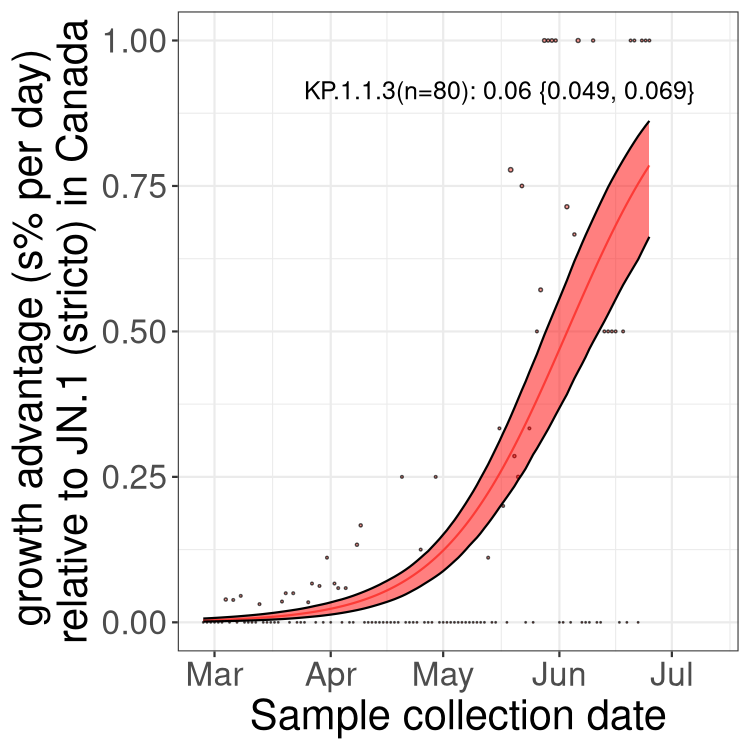 growth advantage (s% per day)
relative to JN.1 (stricto) in Canada
1.00
0.75
0.50
0.25
0.00
KP.1.1.3(n=80): 0.06 {0.049, 0.069}
Mar Apr May Jun Jul
Sample collection date